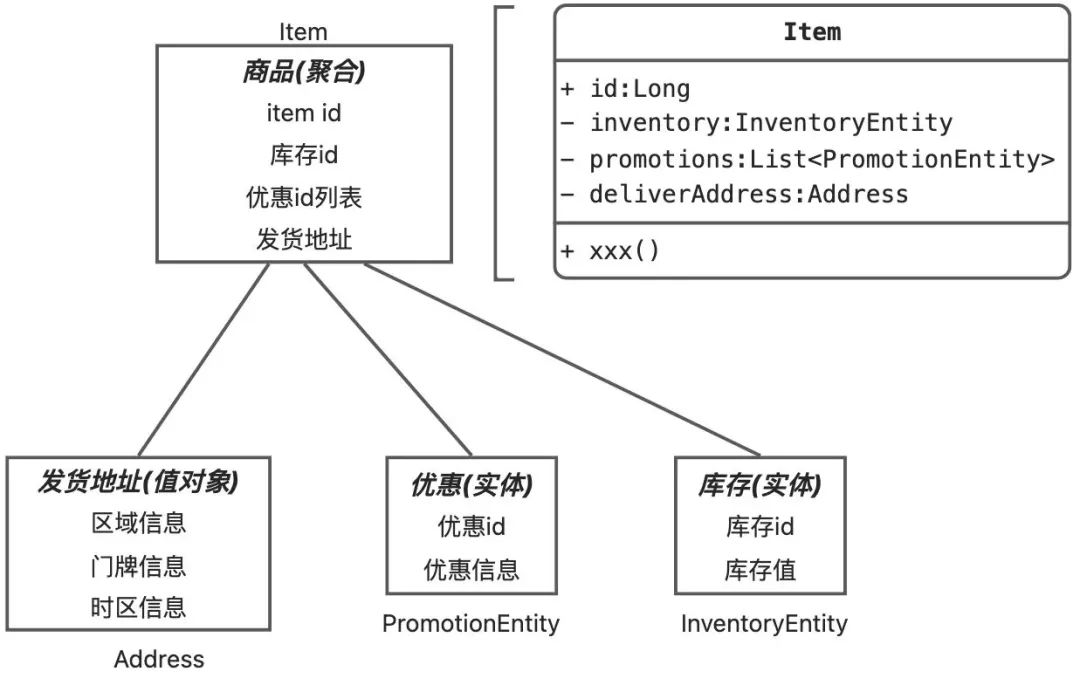 Item
商品(聚合)
item id
库存id
优惠id列表
发货地址
Item
+ id:Long
- inventory:InventoryEntity
- promotions:List<PromotionEntity>
- deliverAddress:Address
+ xxx()
发货地址(值对象)
区域信息
门牌信息
时区信息
Address
优惠(实体)
优惠id
优惠信息
PromotionEntity
库存(实体)
库存id
库存值
InventoryEntity